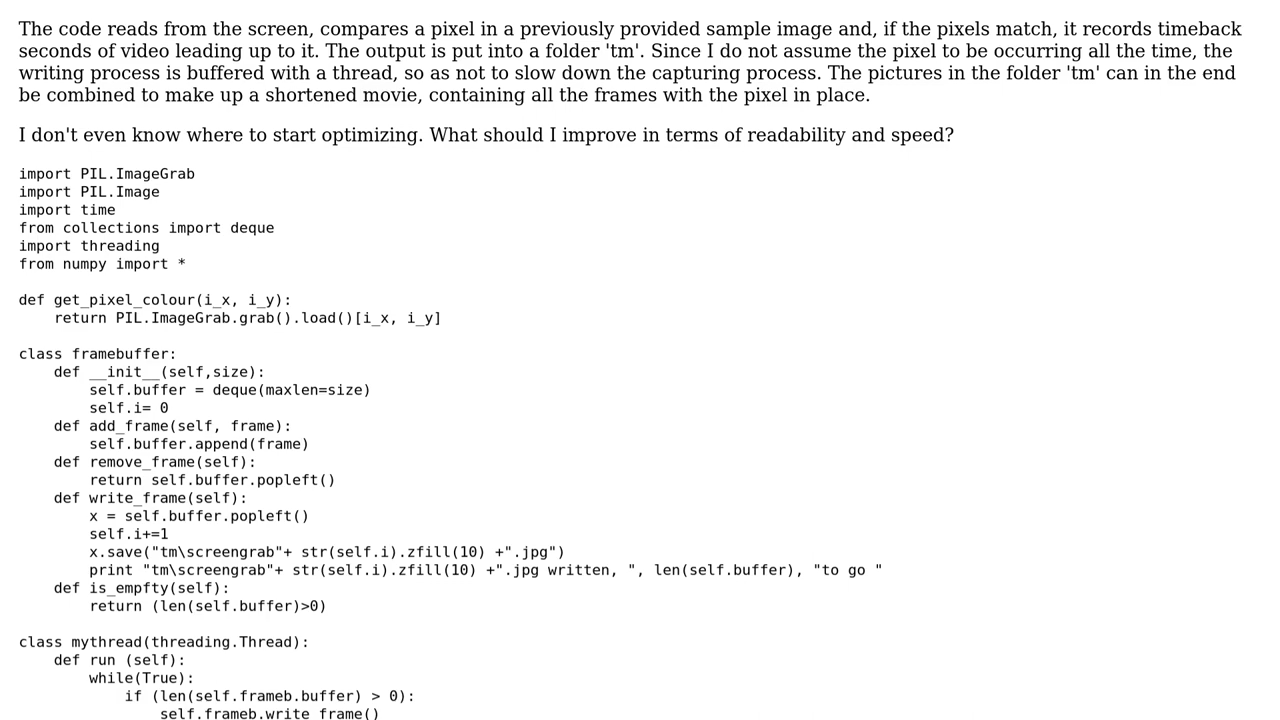 The code reads from the screen, compares a pixel in a previously provided sample image and, if the pixels match, it records timeback
seconds of video leading up to it. The output is put into a folder 'tm'. Since I do not assume the pixel to be occurring all the time, the
writing process is buffered with a thread, so as not to slow down the capturing process. The pictures in the folder 'tm' can in the end
be combined to make up a shortened movie, containing all the frames with the pixel in place.
I don't even know where to start optimizing. What should I improve in terms of readability and speed?
import PIL.ImageGrab
import PIL.Image
import time
from collections import deque
import threading
from numpy import *
def get_pixel_colour(i_x, i_y):
    return PIL.ImageGrab.grab().load()[i_x, i_y]
class framebuffer:
    def __init__(self,size):
        self.buffer = deque(maxlen=size)
        self.i= 0
    def add_frame(self, frame):
        self.buffer.append(frame)
    def remove_frame(self):
        return self.buffer.popleft()
    def write_frame(self):
        x = self.buffer.popleft()
        self.i+=1
        x.save("tm\screengrab"+ str(self.i).zfill(10) +".jpg")
        print "tm\screengrab"+ str(self.i).zfill(10) +".jpg written, ", len(self.buffer), "to go "
    def is_empfty(self):
        return (len(self.buffer)>0)
class mythread(threading.Thread):
    def run (self):
        while(True):
            if (len(self.frameb.buffer) > 0):
                self.frameb.write_frame()